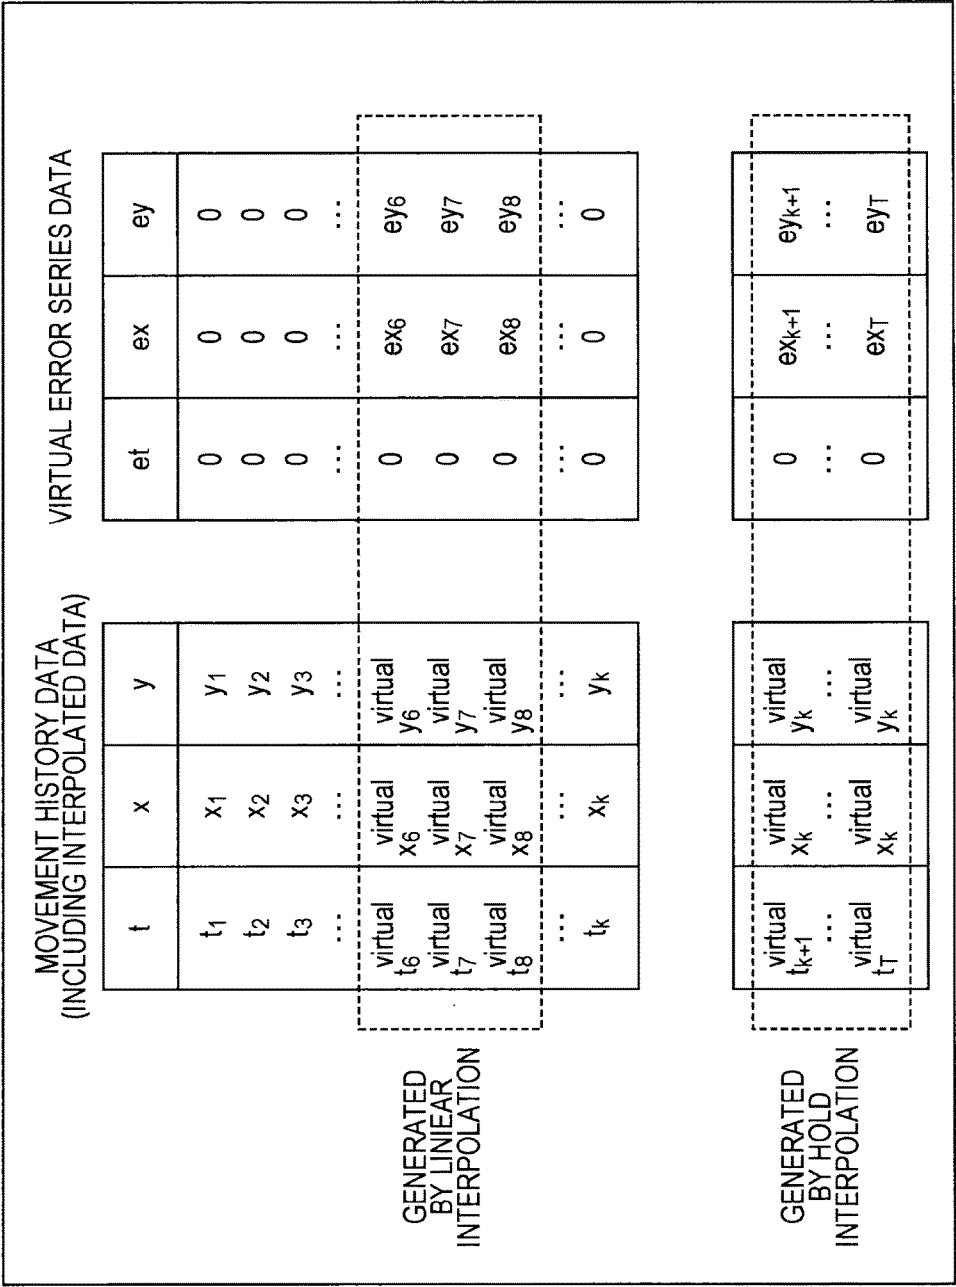 MOVEMENT HISTORY DATA
(INCLUDING INTERPOLATED DATA)
VIRTUAL ERROR SERIES DATA
t x y et ex ey
t1 x1 y1 0 0 0
t2 x2 y2 0 0 0
t3 x3 y3 0 0 0
... ... ... ... ... ...
GENERATED
BY LINIEAR
INTERPOLATION
virtual t6 virtual x6 virtual y6 0 ex6 ey6
virtual t7 virtual x7 virtual y7 0 ex7 ey7
virtual t8 virtual x8 virtual y8 0 ex8 ey8
... ... ... ... ... ...
tk xk yk 0 0 0
GENERATED
BY HOLD
INTERPOLATION
virtual tk+1 virtual xk virtual yk 0 exk+1 eyk+1
... ... ... ... ... ...
virtual tT virtual xk virtual yk 0 exT eyT